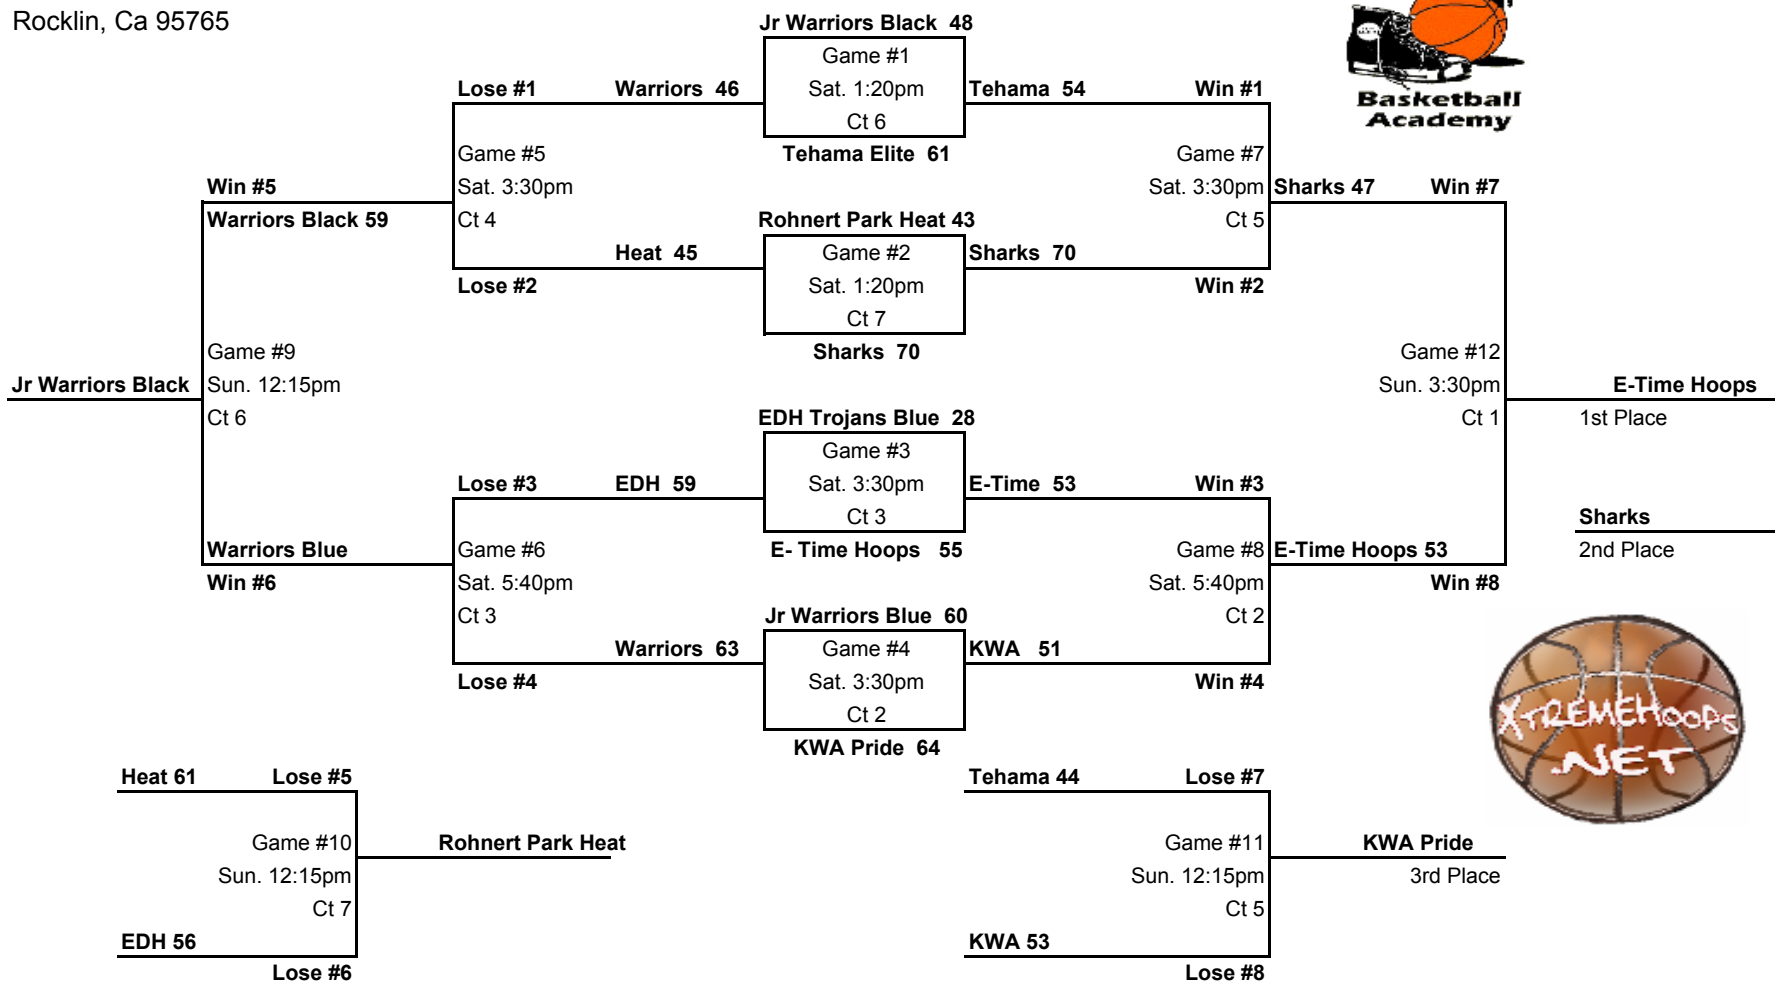 Rocklin, Ca 95765
Basketball
Academy
Jr Warriors Black 48
Game #1
Sat. 1:20pm
Ct 6
Tehama Elite 61
Lose #1 Warriors 46
Tehama 54 Win #1
Game #5
Sat. 3:30pm
Ct 4
Game #7
Sat. 3:30pm
Ct 5
Win #5
Warriors Black 59
Sharks 47 Win #7
Rohnert Park Heat 43
Game #2
Sat. 1:20pm
Ct 7
Sharks 70
Heat 45
Lose #2
Sharks 70
Win #2
Game #9
Sun. 12:15pm
Ct 6
Jr Warriors Black
Game #12
Sun. 3:30pm
Ct 1
E-Time Hoops
1st Place
EDH Trojans Blue 28
Game #3
Sat. 3:30pm
Ct 3
E- Time Hoops 55
Lose #3 EDH 59
E-Time 53 Win #3
Sharks
2nd Place
Warriors Blue
Win #6
Game #6
Sat. 5:40pm
Ct 3
Game #8
Sat. 5:40pm
Ct 2
E-Time Hoops 53
Win #8
Jr Warriors Blue 60
Game #4
Sat. 3:30pm
Ct 2
KWA Pride 64
Warriors 63
Lose #4
KWA 51
Win #4
XTREMEHOOPS
.NET
Heat 61 Lose #5
Game #10
Sun. 12:15pm
Ct 7
Rohnert Park Heat
EDH 56
Lose #6
Tehama 44 Lose #7
Game #11
Sun. 12:15pm
Ct 5
KWA Pride
3rd Place
KWA 53
Lose #8